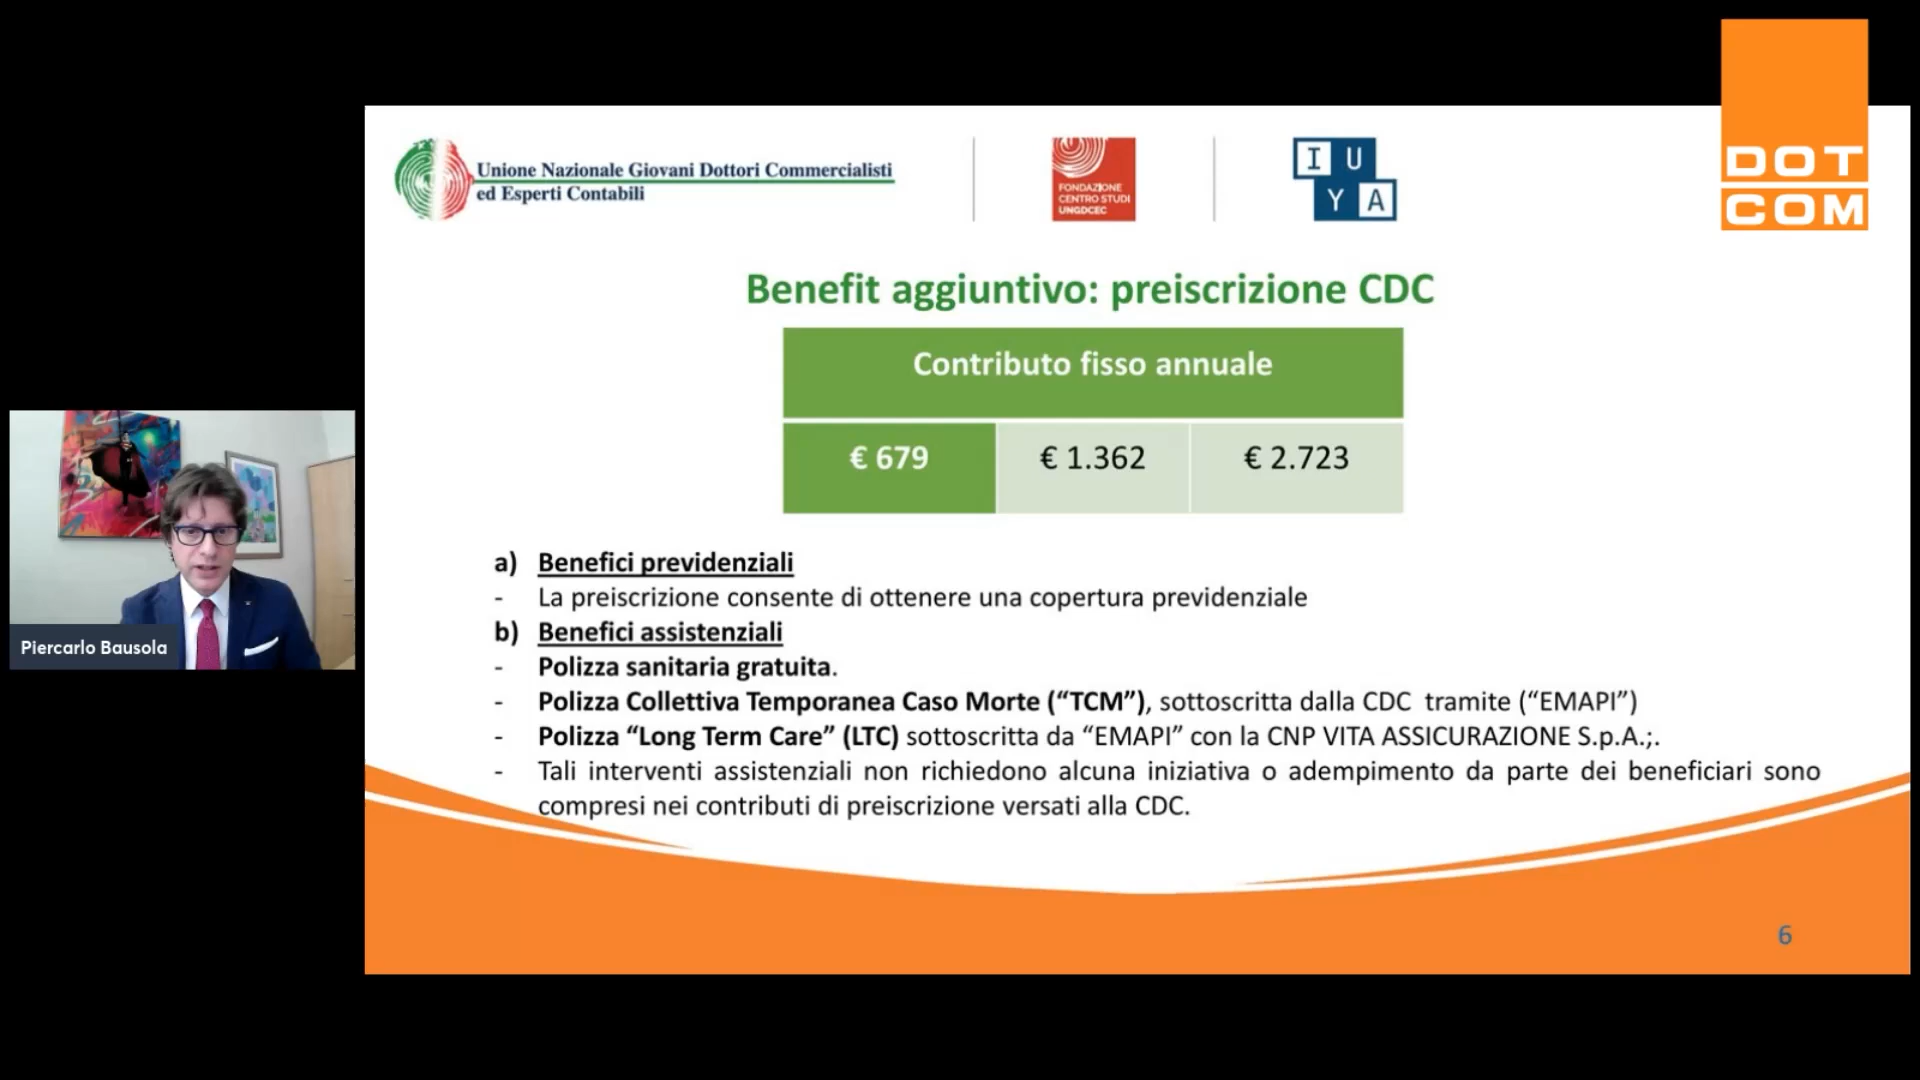 DOT
COM
Unione Nazionale Giovani Dottori Commercialisti
ed Esperti Contabili
FONDAZIONE
CENTRO STUDI
UNGDCEC
I U
Y A
Benefit aggiuntivo: preiscrizione CDC
Contributo fisso annuale
€ 679 € 1.362 € 2.723
a) Benefici previdenziali
- La preiscrizione consente di ottenere una copertura previdenziale
b) Benefici assistenziali
- Polizza sanitaria gratuita.
- Polizza Collettiva Temporanea Caso Morte (“TCM”), sottoscritta dalla CDC tramite (“EMAPI”)
- Polizza “Long Term Care” (LTC) sottoscritta da “EMAPI” con la CNP VITA ASSICURAZIONE S.p.A.;.
- Tali interventi assistenziali non richiedono alcuna iniziativa o adempimento da parte dei beneficiari sono
compresi nei contributi di preiscrizione versati alla CDC.
Piercarlo Bausola
6